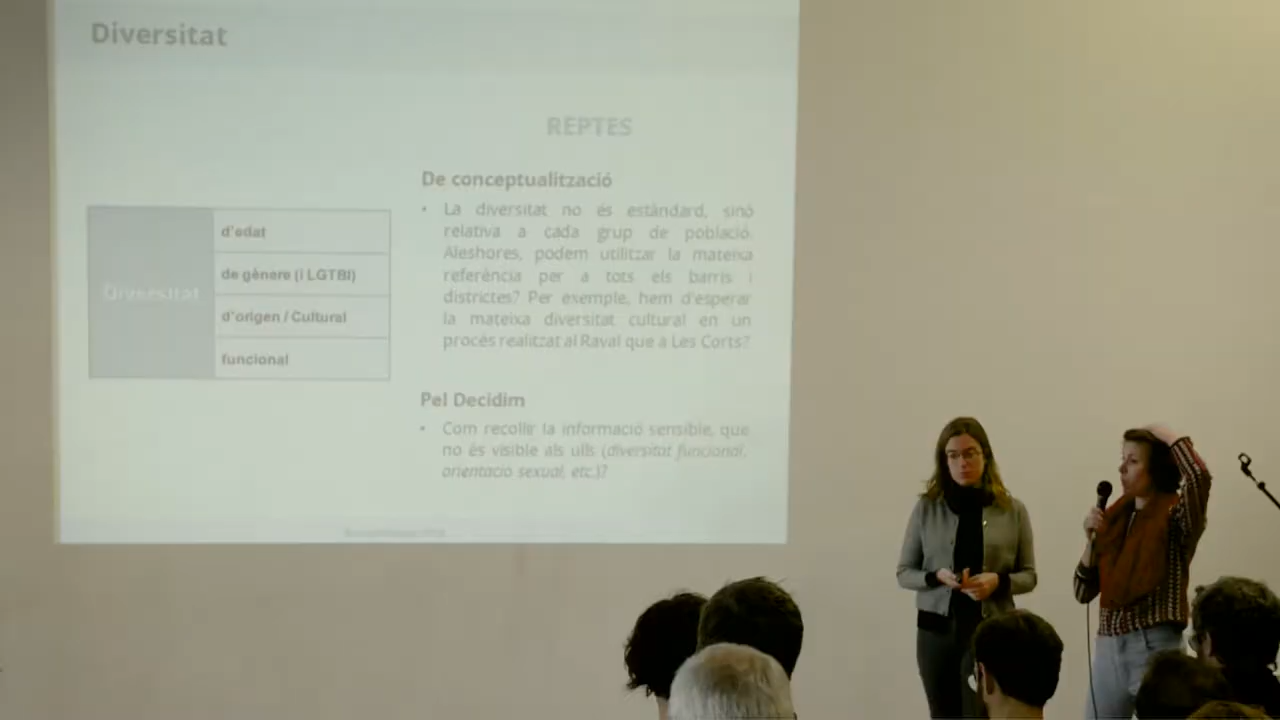 Diversitat
REPTES
De conceptualització
• La diversitat no és estàndard, sinó
relativa a cada grup de població.
Aleshores, podem utilitzar la mateixa
referència per a tots els barris i
districtes? Per exemple, hem d'esperar
la mateixa diversitat cultural en un
procés realitzat al Raval que a Les Corts?
Diversitat
d'edat
de gènere (i LGTBI)
d'origen / Cultural
funcional
Pel Decidim
• Com recollir la informació sensible, que
no és visible als ulls (diversitat funcional,
orientacio sexual, etc.)?